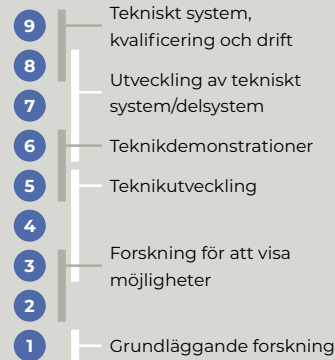 9
Tekniskt system,
kvalificering och drift
8
Utveckling av tekniskt
system/delsystem
7
6
Teknikdemonstrationer
5
Teknikutveckling
4
Forskning för att visa
möjligheter
3
2
1
Grundläggande forskning